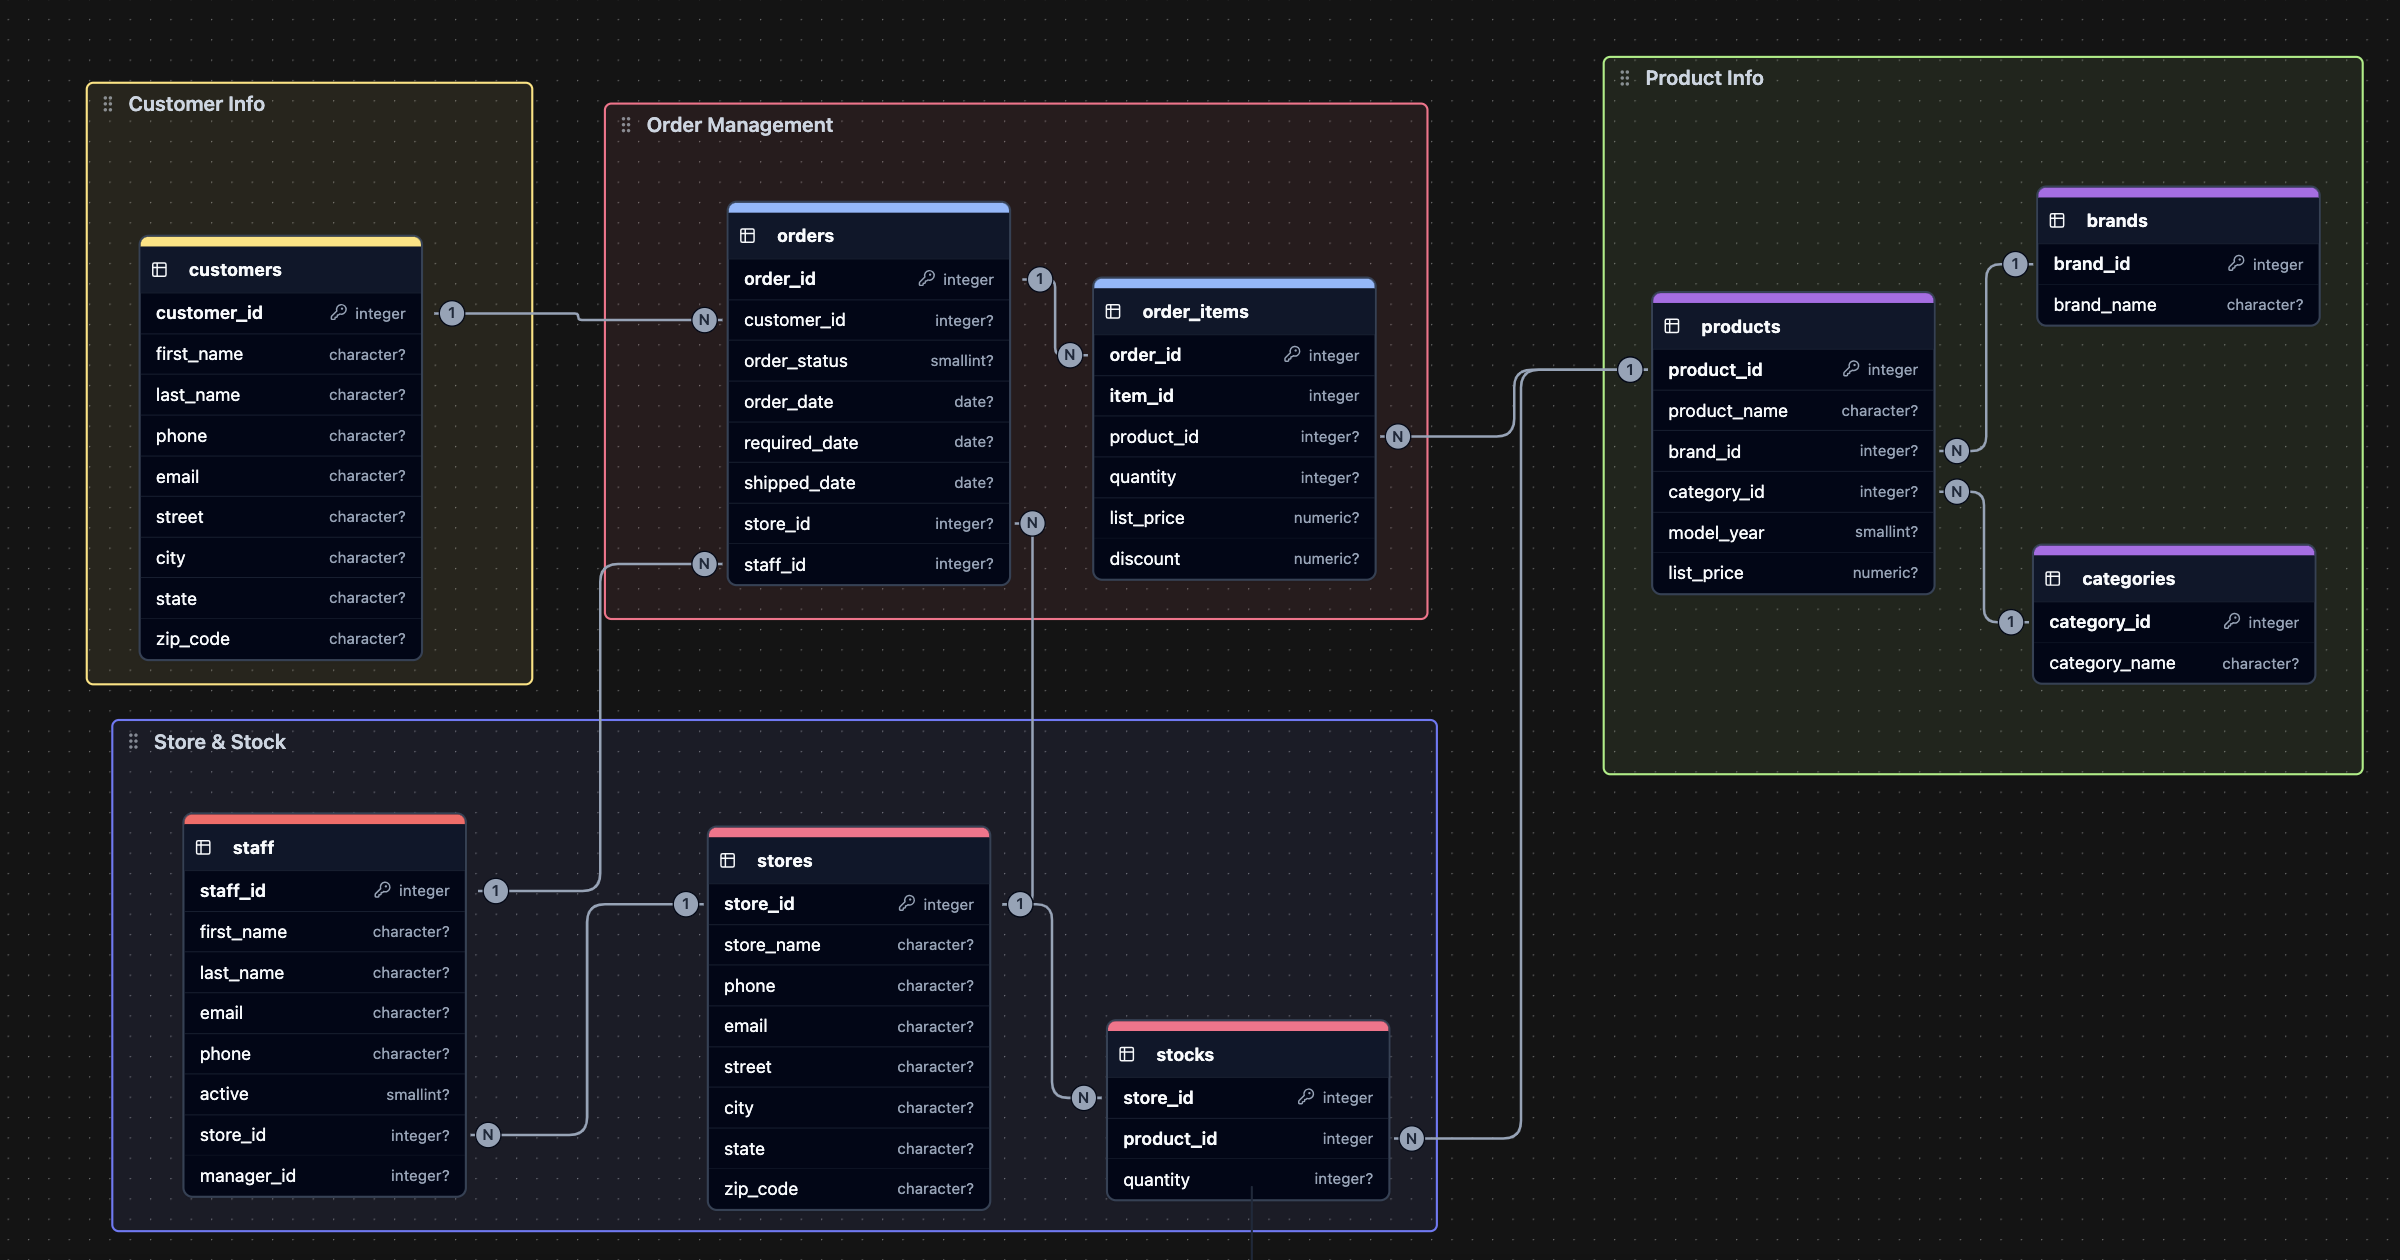 Customer Info
customers
customer_id integer
first_name character?
last_name character?
phone character?
email character?
street character?
city character?
state character?
zip_code character?
1
N
Order Management
orders
order_id integer
customer_id integer?
order_status smallint?
order_date date?
required_date date?
shipped_date date?
store_id integer?
staff_id integer?
N
1
N
N
order_items
order_id integer
item_id integer
product_id integer?
quantity integer?
list_price numeric?
discount numeric?
N
Product Info
1
products
product_id integer
product_name character?
brand_id integer?
category_id integer?
model_year smallint?
list_price numeric?
N
N
1
brands
brand_id integer
brand_name character?
1
categories
category_id integer
category_name character?
Store & Stock
staff
staff_id integer
first_name character?
last_name character?
email character?
phone character?
active smallint?
store_id integer?
manager_id integer?
1
N
1
stores
store_id integer
store_name character?
phone character?
email character?
street character?
city character?
state character?
zip_code character?
1
N
stocks
store_id integer
product_id integer
quantity integer?
N